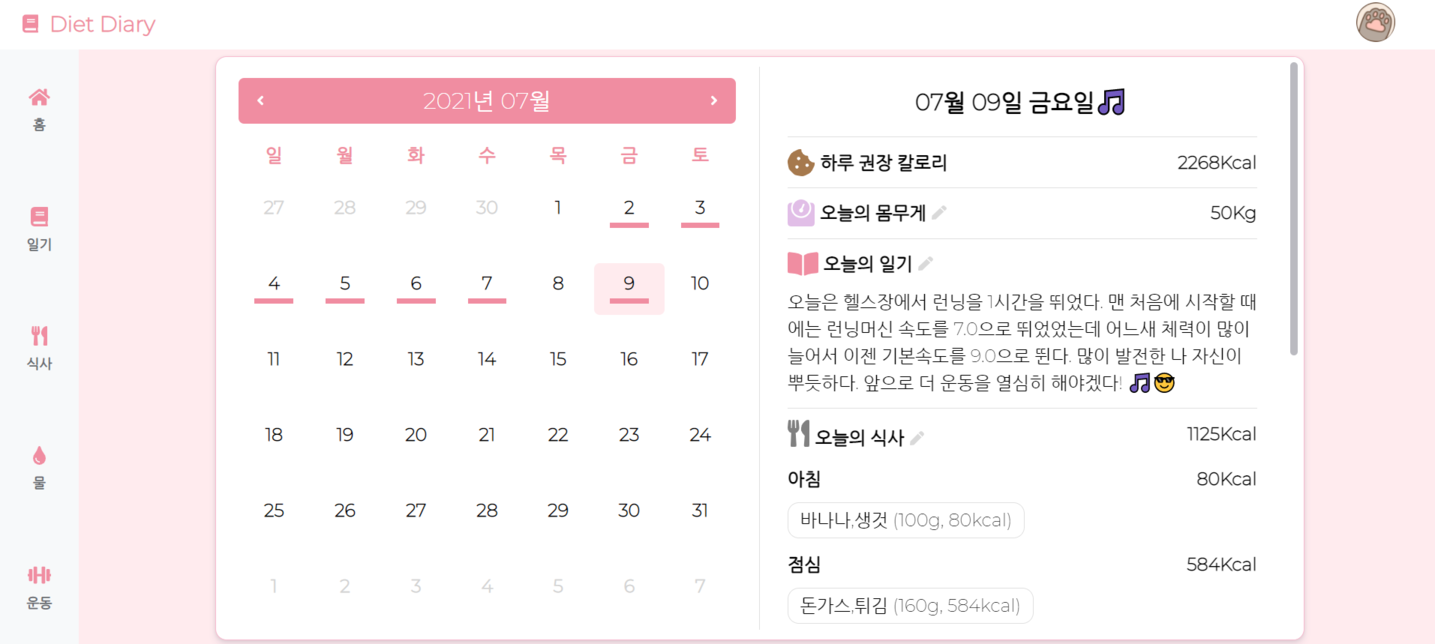 Diet Diary
홈
일기
식사
물
운동
2021년 07월
일 월 화 수 목 금 토
27 28 29 30 1 2 3
4 5 6 7 8 9 10
11 12 13 14 15 16 17
18 19 20 21 22 23 24
25 26 27 28 29 30 31
1 2 3 4 5 6 7
07월 09일 금요일🎵
하루 권장 칼로리 2268Kcal
오늘의 몸무게 50Kg
오늘의 일기
오늘은 헬스장에서 런닝을 1시간을 뛰었다. 맨 처음에 시작할 때
에는 런닝머신 속도를 7.0으로 뛰었었는데 어느새 체력이 많이
늘어서 이젠 기본속도를 9.0으로 뛴다. 많이 발전한 나 자신이
뿌듯하다. 앞으로 더 운동을 열심히 해야겠다! 🎵😎
오늘의 식사 1125Kcal
아침 80Kcal
바나나,생것 (100g, 80kcal)
점심 584Kcal
돈가스,튀김 (160g, 584kcal)